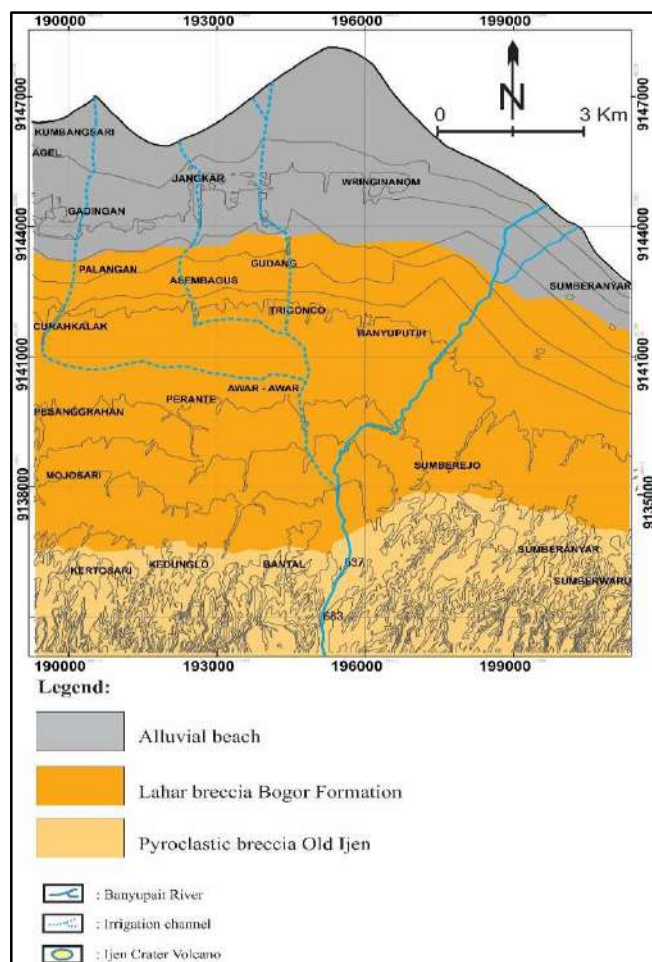 190000 193000 196000 199000
9147000
9147000
N
0 3 Km
KUMBANGSARI
AGEL
JANGKAR
WRINGINANOM
GADINGAN
9144000
9144000
PALANGAN
GUDANG
ASEMBAGUS
SUMBERANYAR
TRIGONCO
CURAHKALAK
BANYUPUTIH
9141000
9141000
AWAR - AWAR
PERANTE
PESANGGRAHAN
MOJOSARI
SUMBEREJO
9138000
9135000
SUMBERANYAR
KERTOSARI
KEDUNGLO
BANTAL
637
SUMBERWARU
683
190000 193000 196000 199000
Legend:
Alluvial beach
Lahar breccia Bogor Formation
Pyroclastic breccia Old Ijen
: Banyupait River
: Irrigation channel
: Ijen Crater Volcano